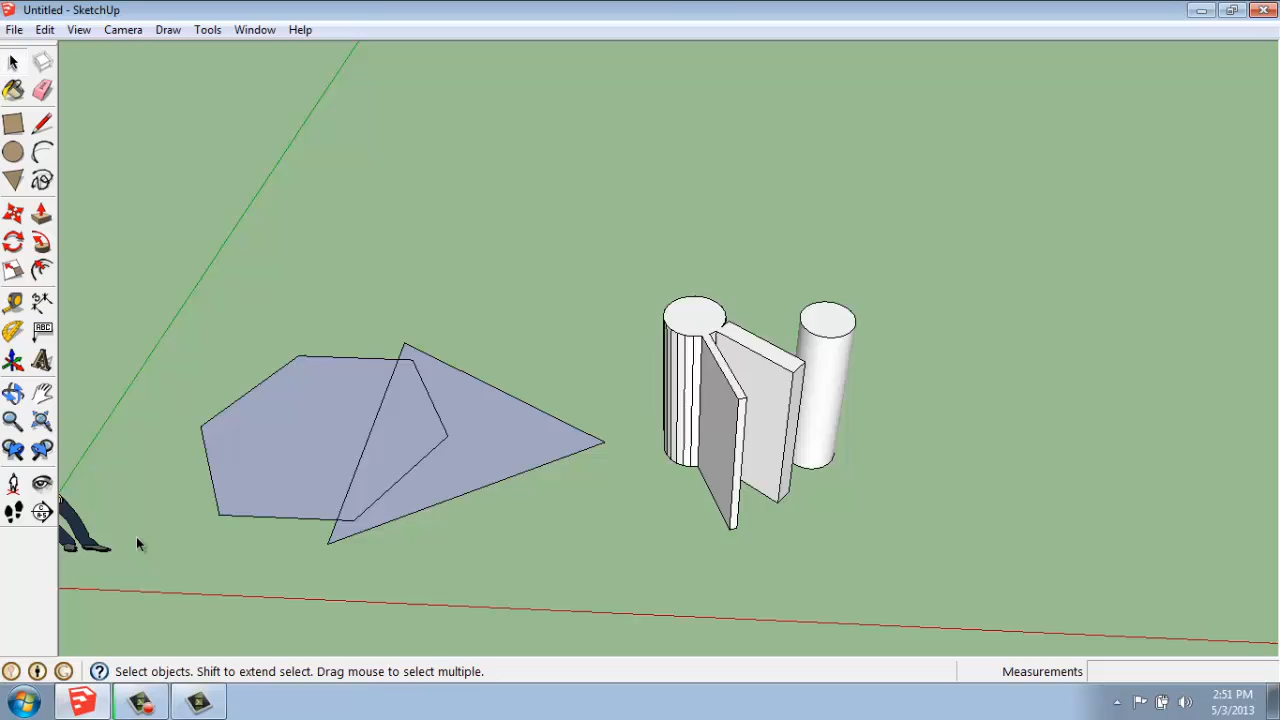 Untitled - SketchUp
File Edit View Camera Draw Tools Window Help
ABC
A
Select objects. Shift to extend select. Drag mouse to select multiple.
Measurements
2:51 PM
5/3/2013